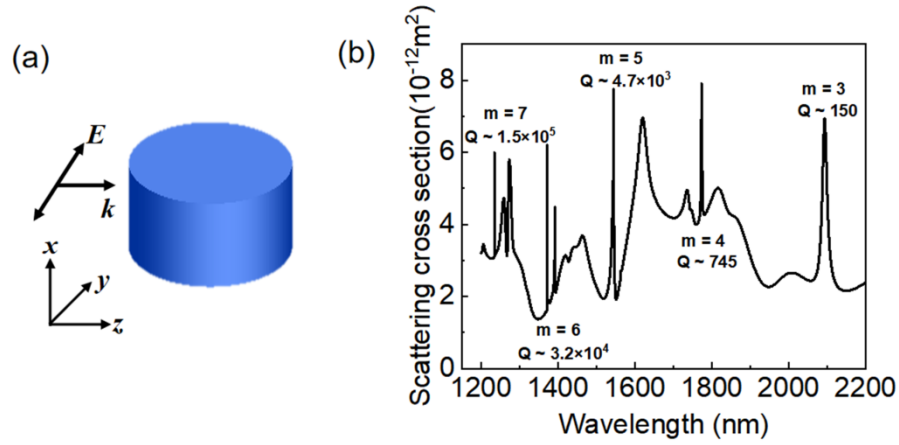 (a)
E
k
x
y
z
(b)
Scattering cross section(10⁻¹²m²)
8
6
4
2
0
m = 7
Q ~ 1.5×10⁵
m = 5
Q ~ 4.7×10³
m = 3
Q ~ 150
m = 4
Q ~ 745
m = 6
Q ~ 3.2×10⁴
1200 1400 1600 1800 2000 2200
Wavelength (nm)